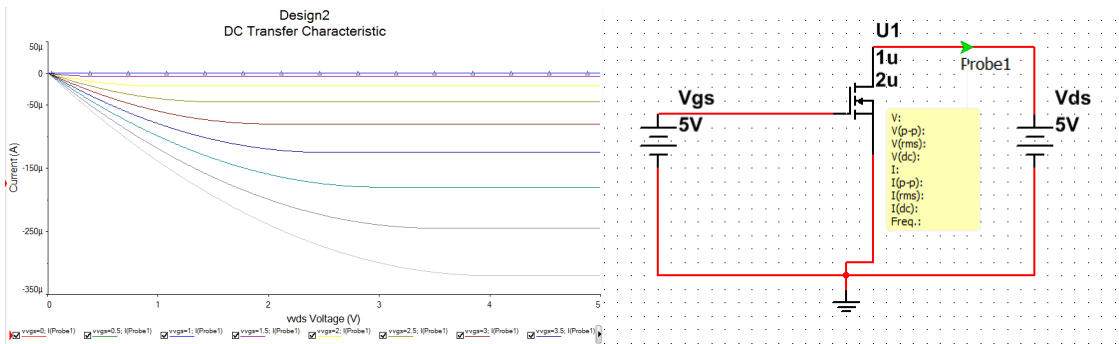 Design2
DC Transfer Characteristic
50µ
0
-50µ
-150µ
-250µ
-350µ
Current (A)
0
1
2
3
4
5
vvds Voltage (V)
vvgs=0; I(Probe1)
vvgs=0.5; I(Probe1)
vvgs=1; I(Probe1)
vvgs=1.5; I(Probe1)
vvgs=2; I(Probe1)
vvgs=2.5; I(Probe1)
vvgs=3; I(Probe1)
vvgs=3.5; I(Probe1)
U1
1u
2u
Probe1
Vgs
5V
Vds
5V
V:
V(p-p):
V(rms):
V(dc):
I:
I(p-p):
I(rms):
I(dc):
Freq.: